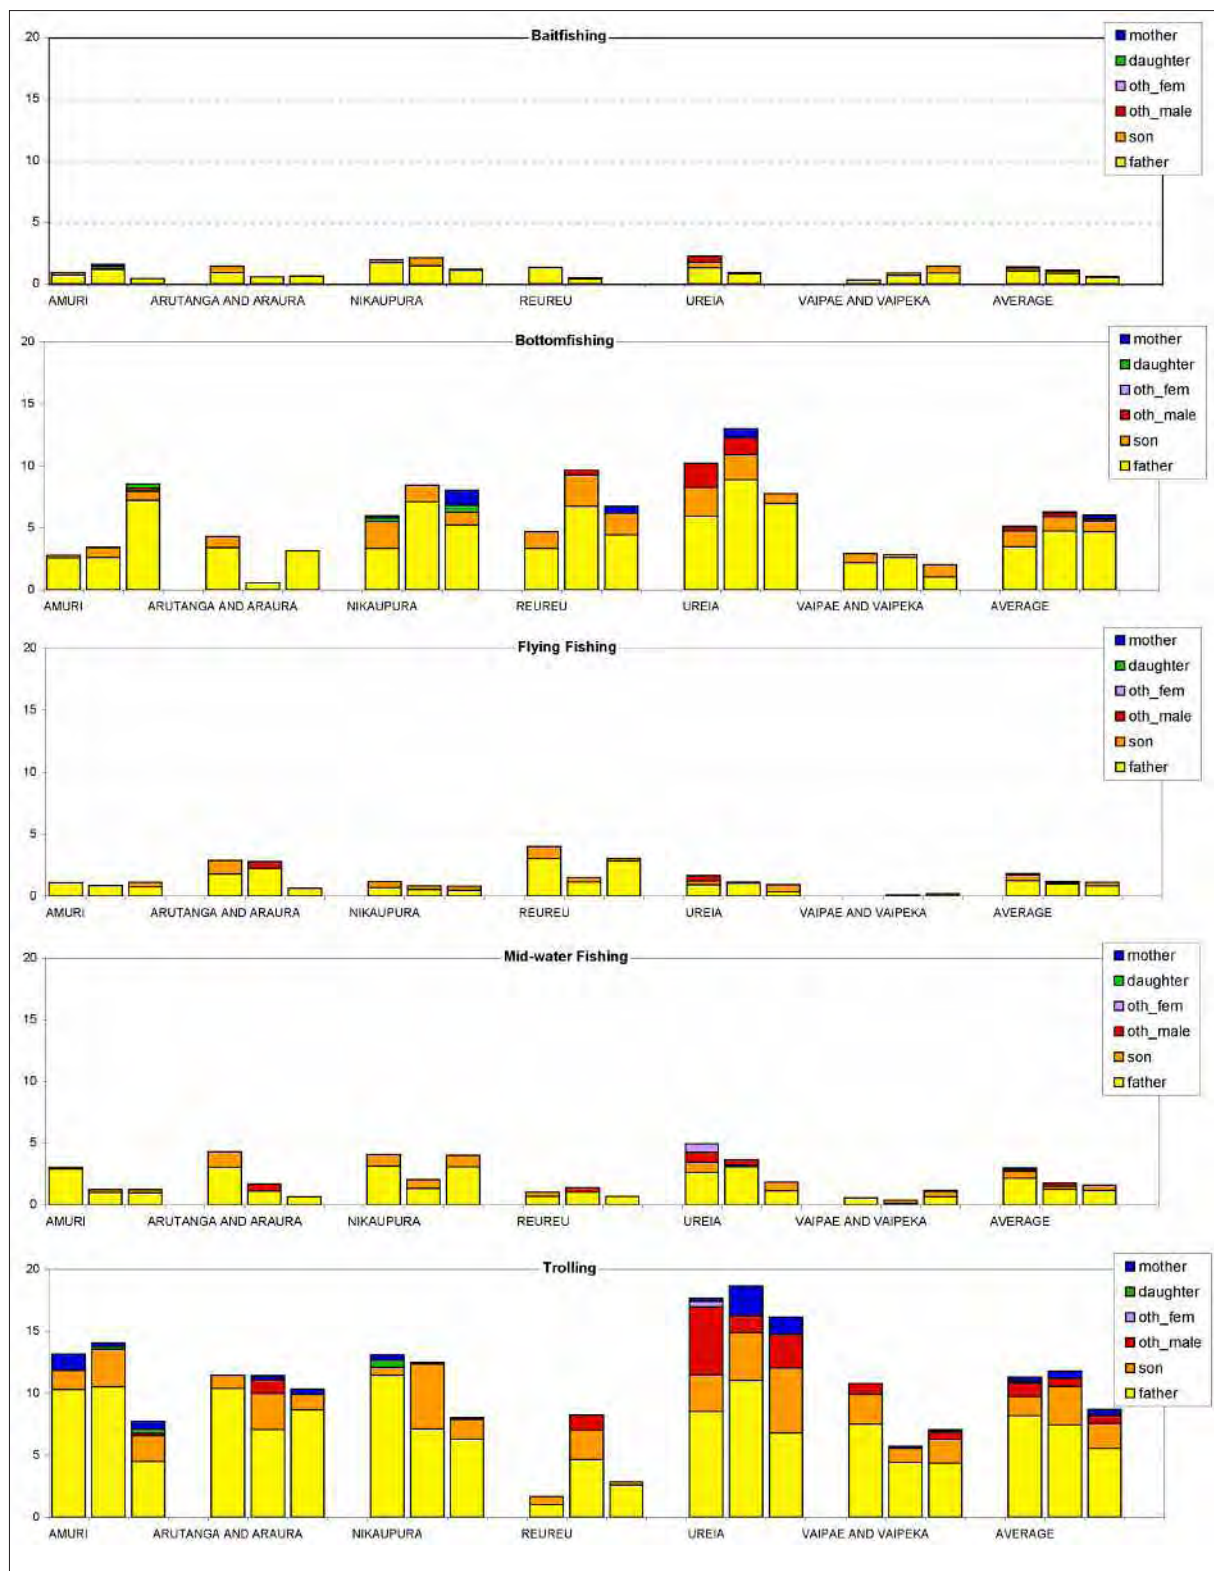 Baitfishing
20
15
10
5
0
mother
daughter
oth_fem
oth_male
son
father
AMURI ARUTANGA AND ARAURA NIKAUPURA REUREU UREIA VAIPAE AND VAIPEKA AVERAGE
Bottomfishing
20
15
10
5
0
mother
daughter
oth_fem
oth_male
son
father
AMURI ARUTANGA AND ARAURA NIKAUPURA REUREU UREIA VAIPAE AND VAIPEKA AVERAGE
Flying Fishing
20
15
10
5
0
mother
daughter
oth_fem
oth_male
son
father
AMURI ARUTANGA AND ARAURA NIKAUPURA REUREU UREIA VAIPAE AND VAIPEKA AVERAGE
Mid-water Fishing
20
15
10
5
0
mother
daughter
oth_fem
oth_male
son
father
AMURI ARUTANGA AND ARAURA NIKAUPURA REUREU UREIA VAIPAE AND VAIPEKA AVERAGE
Trolling
20
15
10
5
0
mother
daughter
oth_fem
oth_male
son
father
AMURI ARUTANGA AND ARAURA NIKAUPURA REUREU UREIA VAIPAE AND VAIPEKA AVERAGE